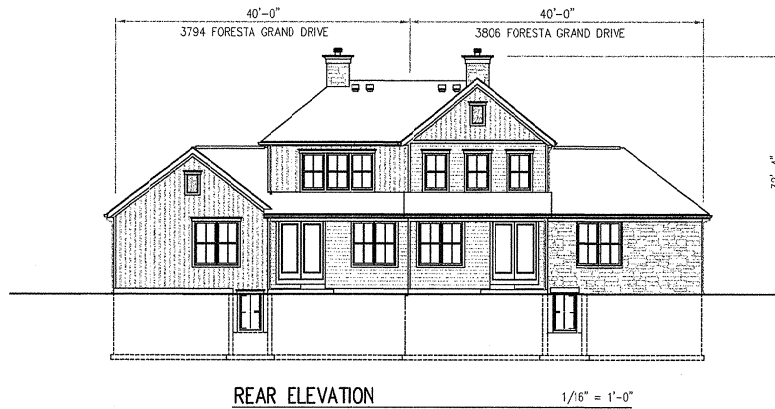 40'-0" 40'-0"
3794 FORESTA GRAND DRIVE 3806 FORESTA GRAND DRIVE
REAR ELEVATION 1/16" = 1'-0"